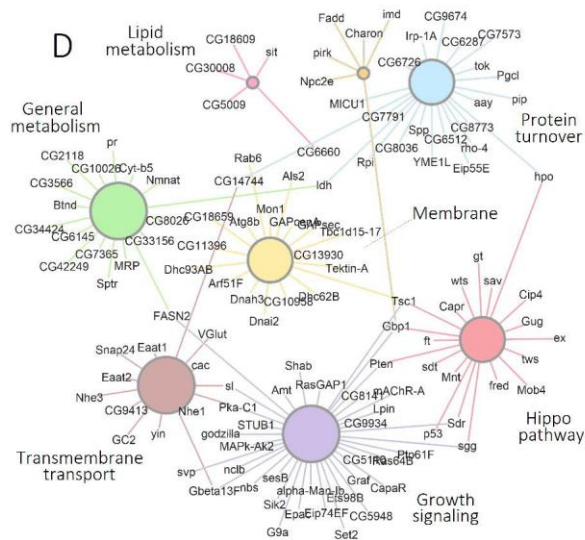 D
Lipid
metabolism
CG18609
sit
CG30008
CG5009
Fadd
imd
Charon
pirk
Npc2e
CG9674
Irp-1A
CG6287
CG7573
CG6726
tok
Pgcl
MICU1
aay
pip
CG7791
Protein
turnover
Spp
CG8773
CG6512
CG8036
rho-4
YME1L
Eip55E
General
metabolism
pr
CG2118
CG10026
Cyt-b5
CG3566
Nmnat
Btnd
CG8026
CG34424
CG6145
CG33156
CG7365
CG42249
MRP
Sptr
CG6660
Rab6
Rpi
CG14744
Als2
Idh
hpo
Mon1
CG18659
Atg8b
GAPsec
Tbc1d15-17
Membrane
CG11396
CG13930
Dhc93AB
Tektin-A
Arf51F
Dnah3
CG10958
Dhc62B
Dnai2
Tsc1
Gbp1
gt
wts
sav
Capr
Cip4
Gug
ft
ex
Pten
sdt
tws
Mnt
fred
Mob4
Sdr
p53
sgg
Hippo
pathway
FASN2
VGlut
Snap24
Eaat1
cac
Eaat2
Nhe3
sl
CG9413
Nhe1
Pka-C1
GC2
yin
Transmembrane
transport
svp
Gbeta13F
Shab
Amt
RasGAP1
CG8141
mAChR-A
Lpin
STUB1
CG9934
godzilla
MAPk-Ak2
Ptp61F
CG5180
Ras64B
nclb
sesB
Graf
nbs
alpha-Man-Ib
CapaR
Sik2
Ets98B
Epac
Eip74EF
CG5948
G9a
Set2
Growth
signaling